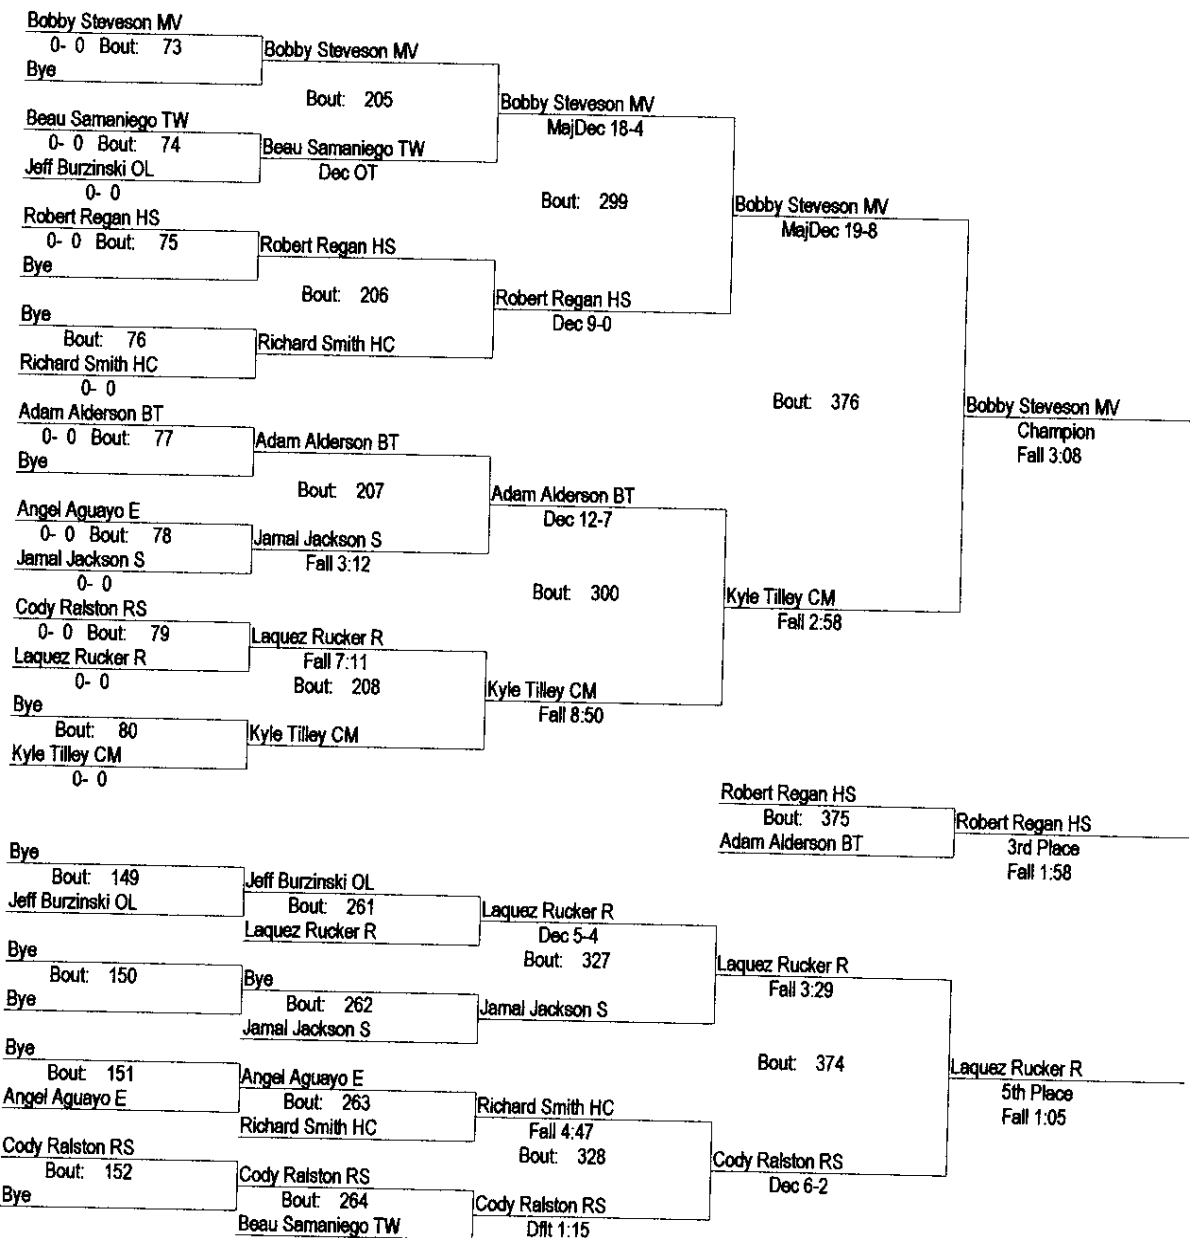 Bobby Steveson MV
0- 0 Bout: 73
Bye
Bobby Steveson MV
Bout: 205
Beau Samaniego TW
0- 0 Bout: 74
Jeff Burzinski OL
0- 0
Beau Samaniego TW
Dec OT
Bobby Steveson MV
MajDec 18-4
Bout: 299
Robert Regan HS
0- 0 Bout: 75
Bye
Robert Regan HS
Bout: 206
Bye
Bout: 76
Richard Smith HC
0- 0
Richard Smith HC
Robert Regan HS
Dec 9-0
Bobby Steveson MV
MajDec 19-8
Bout: 376
Adam Alderson BT
0- 0 Bout: 77
Bye
Adam Alderson BT
Bout: 207
Angel Aguayo E
0- 0 Bout: 78
Jamal Jackson S
0- 0
Jamal Jackson S
Fall 3:12
Adam Alderson BT
Dec 12-7
Bout: 300
Cody Ralston RS
0- 0 Bout: 79
Laquez Rucker R
0- 0
Laquez Rucker R
Fall 7:11
Bout: 208
Bye
Bout: 80
Kyle Tilley CM
0- 0
Kyle Tilley CM
Kyle Tilley CM
Fall 8:50
Kyle Tilley CM
Fall 2:58
Bobby Steveson MV
Champion
Fall 3:08
Robert Regan HS
Bout: 375
Adam Alderson BT
Robert Regan HS
3rd Place
Fall 1:58
Bye
Bout: 149
Jeff Burzinski OL
Jeff Burzinski OL
Bout: 261
Laquez Rucker R
Laquez Rucker R
Dec 5-4
Bout: 327
Bye
Bout: 150
Bye
Bye
Bout: 262
Jamal Jackson S
Jamal Jackson S
Laquez Rucker R
Fall 3:29
Bout: 374
Bye
Bout: 151
Angel Aguayo E
Angel Aguayo E
Bout: 263
Richard Smith HC
Richard Smith HC
Fall 4:47
Bout: 328
Cody Ralston RS
Bout: 152
Bye
Cody Ralston RS
Bout: 264
Beau Samaniego TW
Cody Ralston RS
Dflt 1:15
Cody Ralston RS
Dec 6-2
Laquez Rucker R
5th Place
Fall 1:05